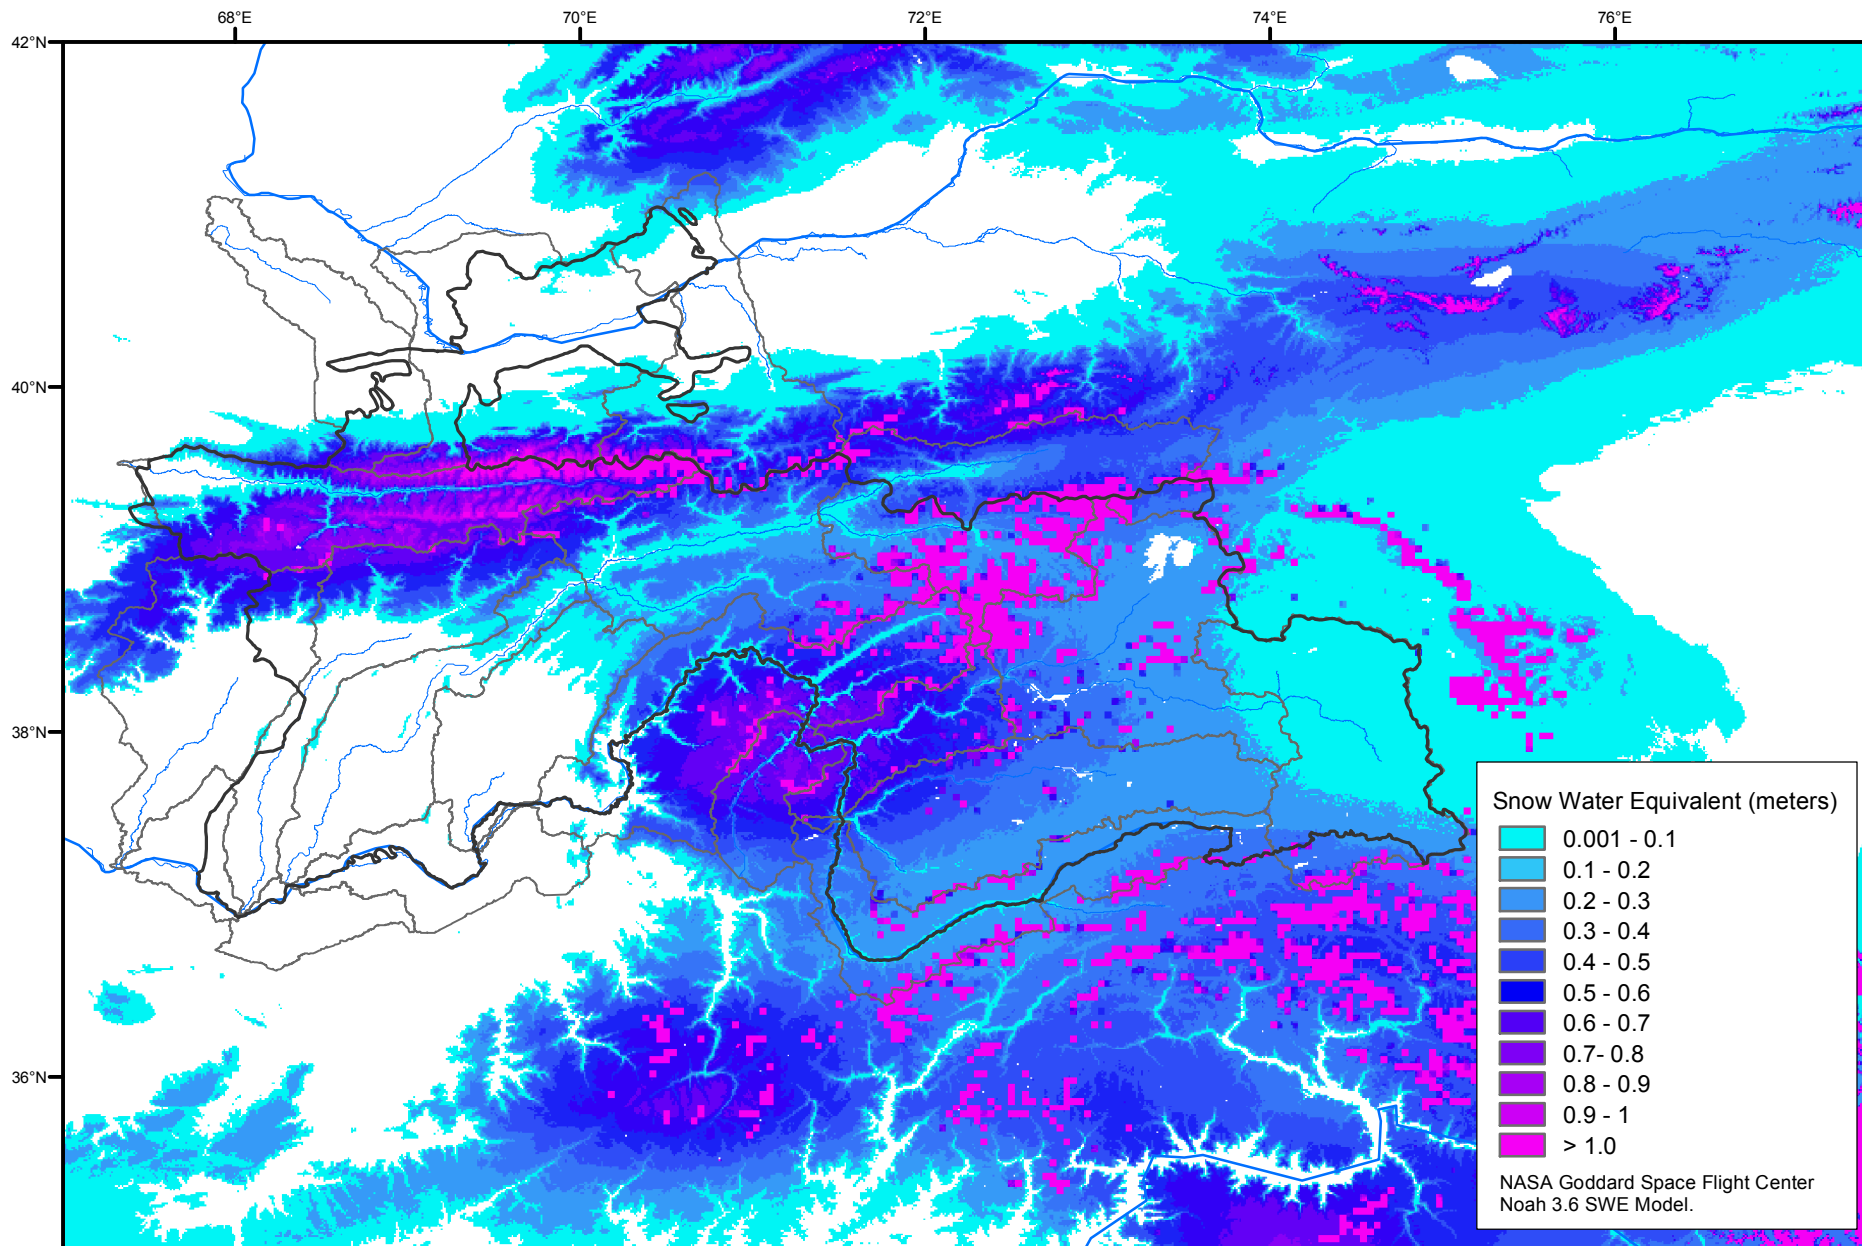 68°E 70°E 72°E 74°E 76°E
42°N
40°N
38°N
36°N
Snow Water Equivalent (meters)
0.001 - 0.1
0.1 - 0.2
0.2 - 0.3
0.3 - 0.4
0.4 - 0.5
0.5 - 0.6
0.6 - 0.7
0.7- 0.8
0.8 - 0.9
0.9 - 1
> 1.0
NASA Goddard Space Flight Center
Noah 3.6 SWE Model.